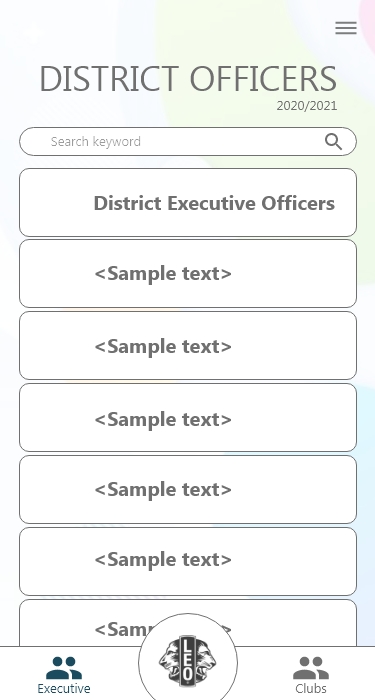 DISTRICT OFFICERS
2020/2021
Search keyword
District Executive Officers
<Sample text>
<Sample text>
<Sample text>
<Sample text>
<Sample text>
<Sam
LEO
Executive
Clubs